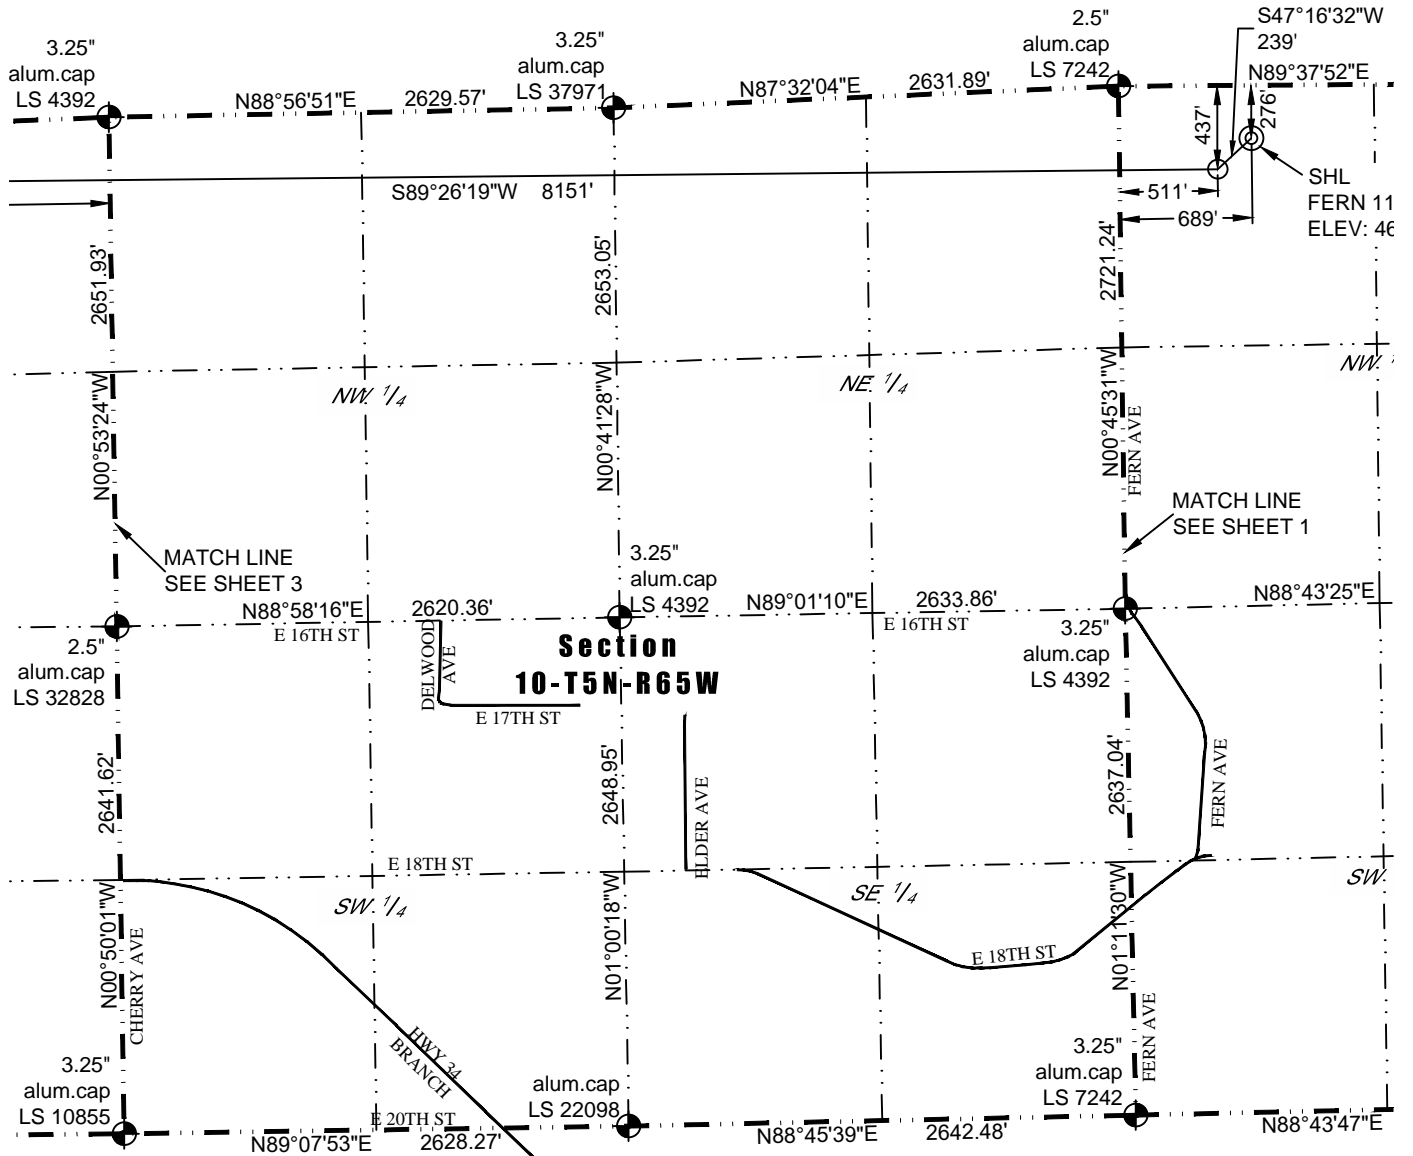 3.25"
alum.cap
LS 4392
N88°56'51"E
2629.57'
3.25"
alum.cap
LS 37971
N87°32'04"E
2631.89'
2.5"
alum.cap
LS 7242
S47°16'32"W
239'
N89°37'52"E
437'
276'
S89°26'19"W 8151'
511'
689'
SHL
FERN 11
ELEV: 46
2651.93'
2653.05'
2721.24'
NW 1/4
NE 1/4
NW
N00°53'24"W
N00°41'28"W
N00°45'31"W
FERN AVE
MATCH LINE
SEE SHEET 3
MATCH LINE
SEE SHEET 1
3.25"
alum.cap
LS 4392
N88°58'16"E
2620.36'
E 16TH ST
N89°01'10"E
2633.86'
E 16TH ST
N88°43'25"E
2.5"
alum.cap
LS 32828
DELWOOD
AVE
Section
10-T5N-R65W
3.25"
alum.cap
LS 4392
E 17TH ST
2641.62'
2648.95'
ELDER AVE
2637.04'
FERN AVE
E 18TH ST
SW 1/4
SE 1/4
SW
N00°50'01"W
CHERRY AVE
N01°00'18"W
E 18TH ST
N01°11'30"W
FERN AVE
HWY 34
BRANCH
3.25"
alum.cap
LS 10855
E 20TH ST
N89°07'53"E
2628.27'
alum.cap
LS 22098
N88°45'39"E
2642.48'
3.25"
alum.cap
LS 7242
N88°43'47"E